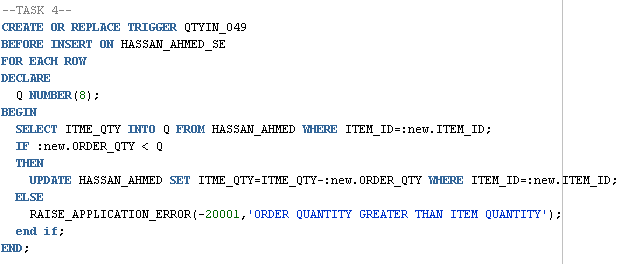 --TASK 4--
CREATE OR REPLACE TRIGGER QTYIN_049
BEFORE INSERT ON HASSAN_AHMED_SE
FOR EACH ROW
DECLARE
  Q NUMBER(8);
BEGIN
  SELECT ITME_QTY INTO Q FROM HASSAN_AHMED WHERE ITEM_ID=:new.ITEM_ID;
  IF :new.ORDER_QTY < Q
  THEN
    UPDATE HASSAN_AHMED SET ITME_QTY=ITME_QTY-:new.ORDER_QTY WHERE ITEM_ID=:new.ITEM_ID;
  ELSE
    RAISE_APPLICATION_ERROR(-20001,'ORDER QUANTITY GREATER THAN ITEM QUANTITY');
  end if;
END;